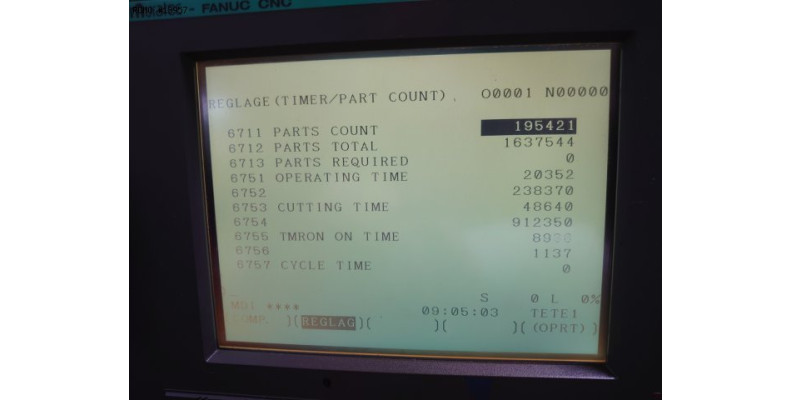 FANUC CNC
REGLAGE(TIMER/PART COUTNT). O0001 N00000
6711 PARTS COUNT 195421
6712 PARTS TOTAL 1637544
6713 PARTS REQUIRED 0
6751 OPERATING TIME 20352
6752 238370
6753 CUTTING TIME 48640
6754 912350
6755 TMRON ON TIME
6756 1137
6757 CYCLE TIME 0
S 0 L 0%
MDI ****
09:05:03 TETE1
)(REGLAG)( )( )( (OPRT) )